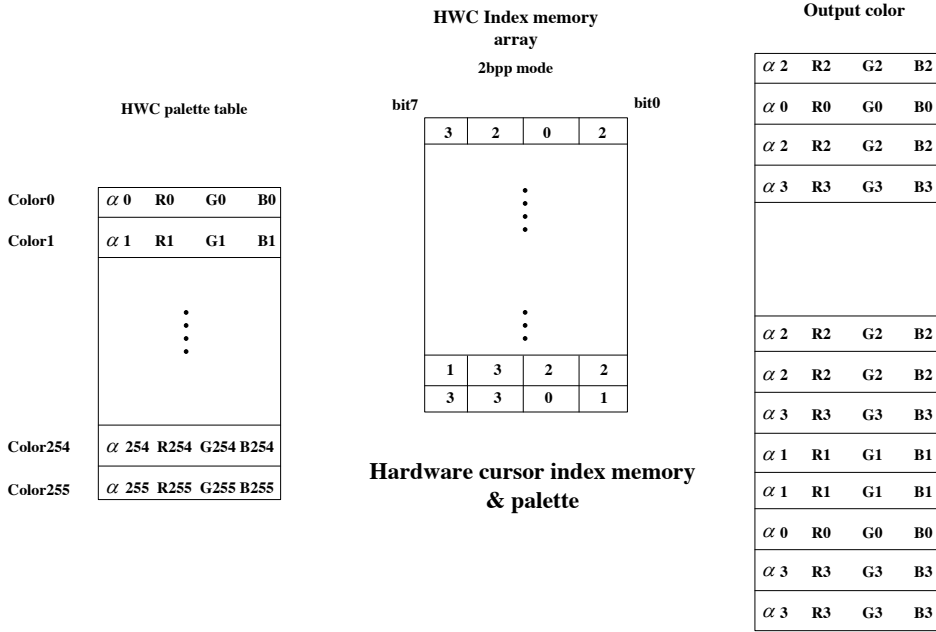 HWC palette table
Color0 α 0 R0 G0 B0
Color1 α 1 R1 G1 B1
Color254 α 254 R254 G254 B254
Color255 α 255 R255 G255 B255
HWC Index memory
array
2bpp mode
bit7 bit0
3 2 0 2
1 3 2 2
3 3 0 1
Hardware cursor index memory
& palette
Output color
α 2 R2 G2 B2
α 0 R0 G0 B0
α 2 R2 G2 B2
α 3 R3 G3 B3
α 2 R2 G2 B2
α 2 R2 G2 B2
α 3 R3 G3 B3
α 1 R1 G1 B1
α 1 R1 G1 B1
α 0 R0 G0 B0
α 3 R3 G3 B3
α 3 R3 G3 B3